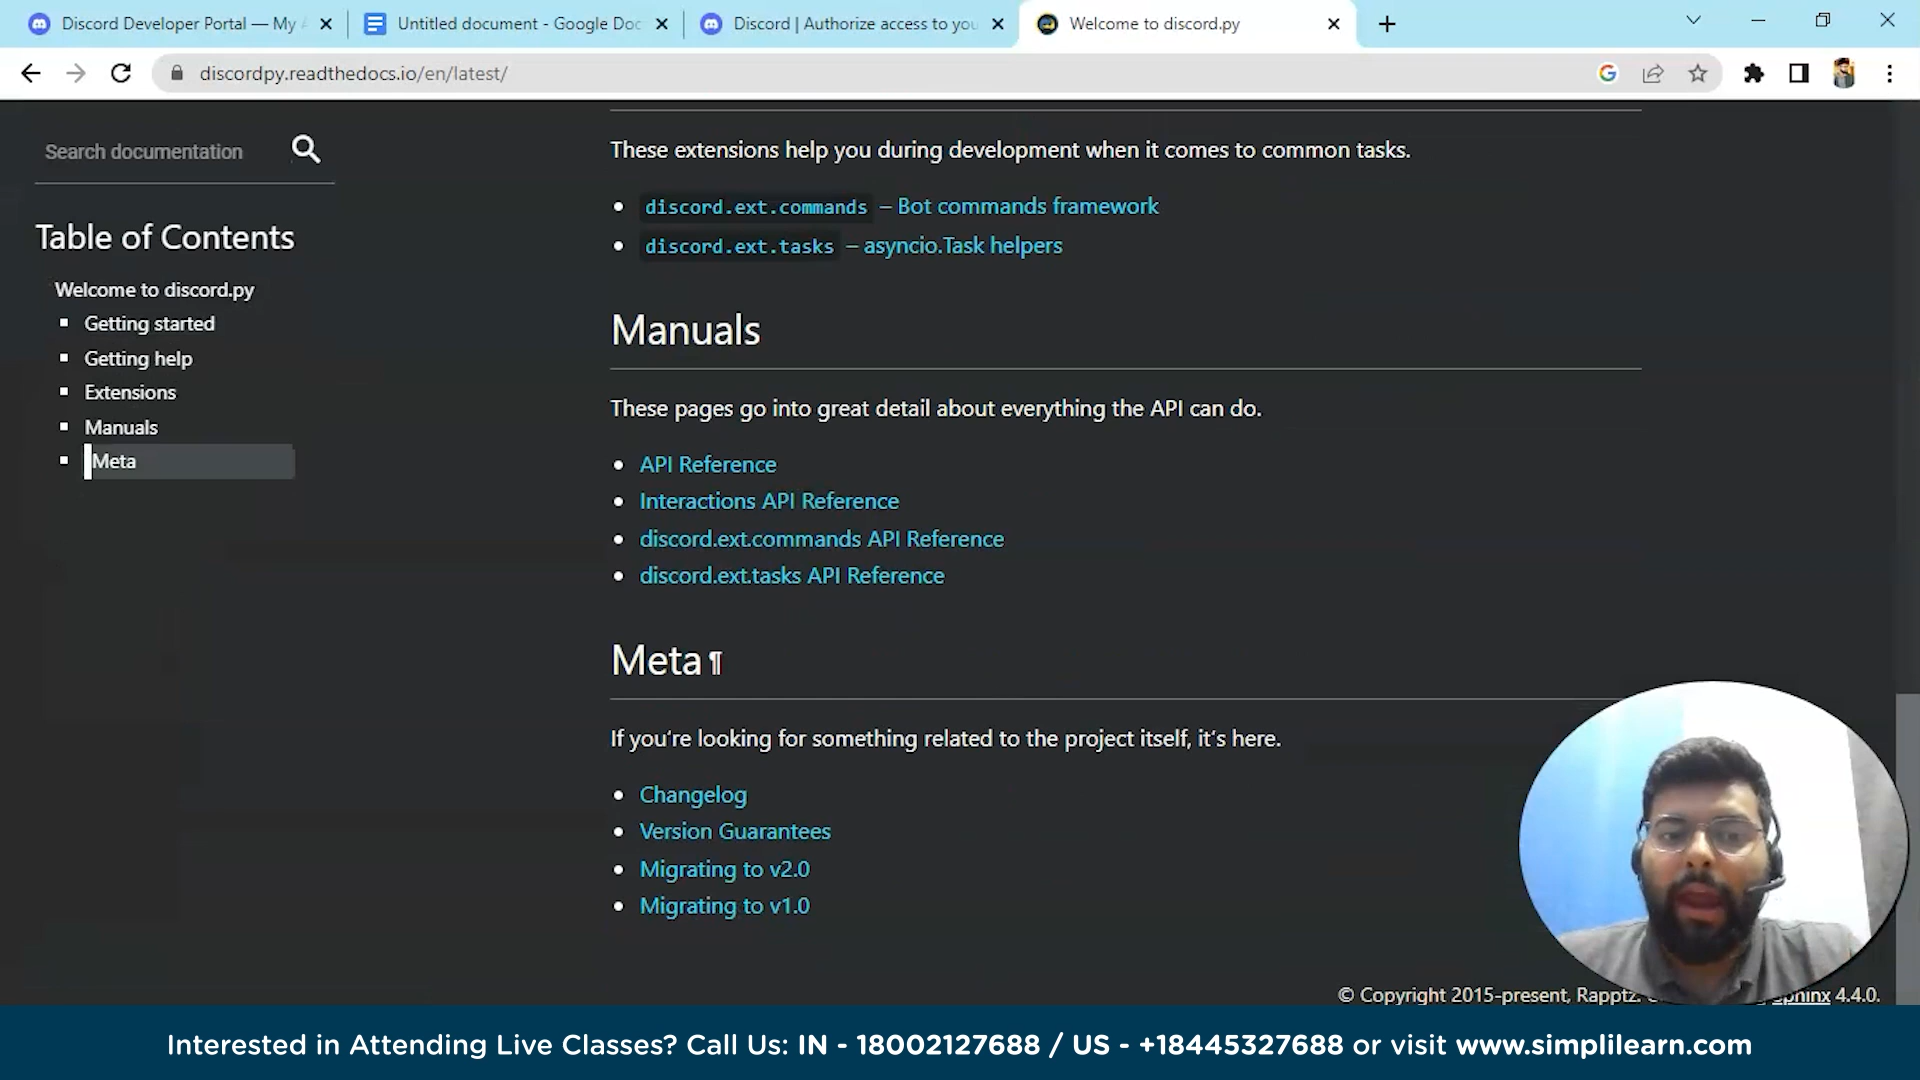 Discord Developer Portal — My A
Untitled document - Google Doc
Discord | Authorize access to you
Welcome to discord.py
discordpy.readthedocs.io/en/latest/
Search documentation
Table of Contents
Welcome to discord.py
Getting started
Getting help
Extensions
Manuals
Meta
These extensions help you during development when it comes to common tasks.
discord.ext.commands – Bot commands framework
discord.ext.tasks – asyncio.Task helpers
Manuals
These pages go into great detail about everything the API can do.
API Reference
Interactions API Reference
discord.ext.commands API Reference
discord.ext.tasks API Reference
Meta¶
If you’re looking for something related to the project itself, it’s here.
Changelog
Version Guarantees
Migrating to v2.0
Migrating to v1.0
© Copyright 2015-present, Rapptz. Sphinx 4.4.0.
Interested in Attending Live Classes? Call Us: IN - 18002127688 / US - +18445327688 or visit www.simplilearn.com